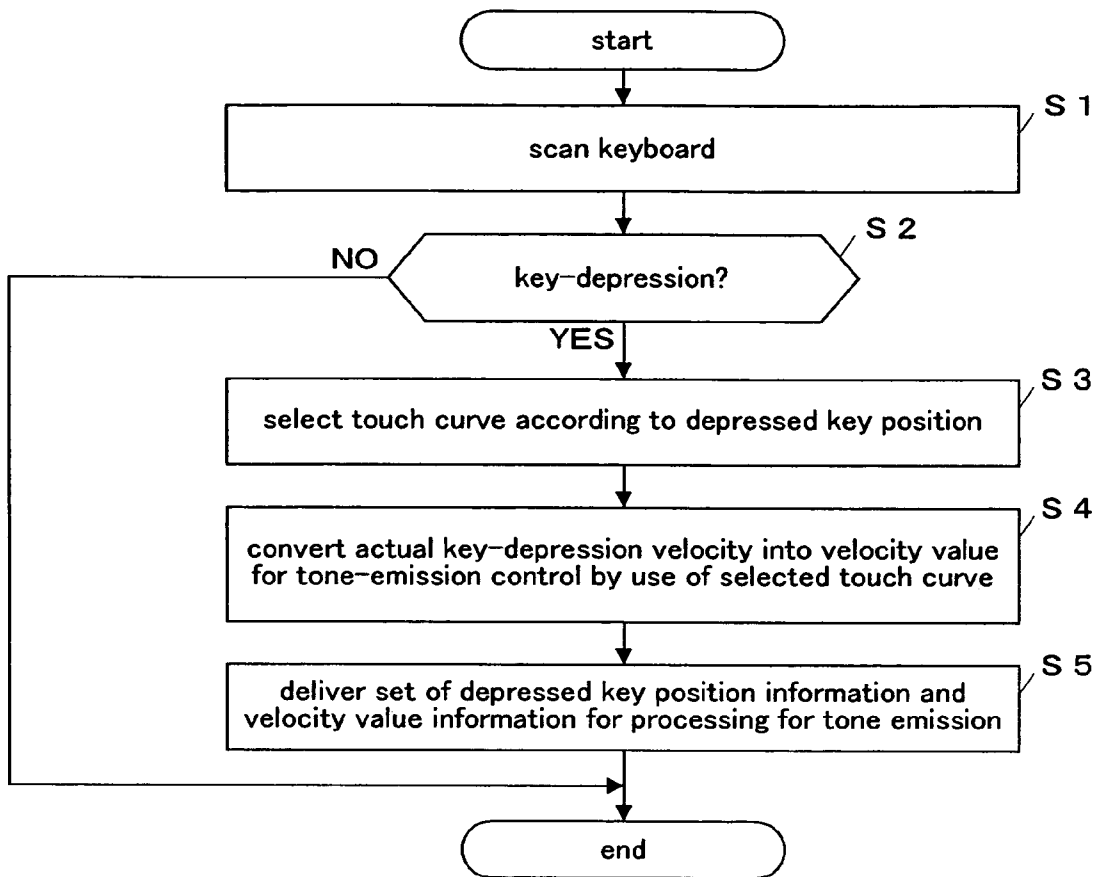 start
S 1
scan keyboard
S 2
NO
key-depression?
YES
S 3
select touch curve according to depressed key position
S 4
convert actual key-depression velocity into velocity value
for tone-emission control by use of selected touch curve
S 5
deliver set of depressed key position information and
velocity value information for processing for tone emission
end